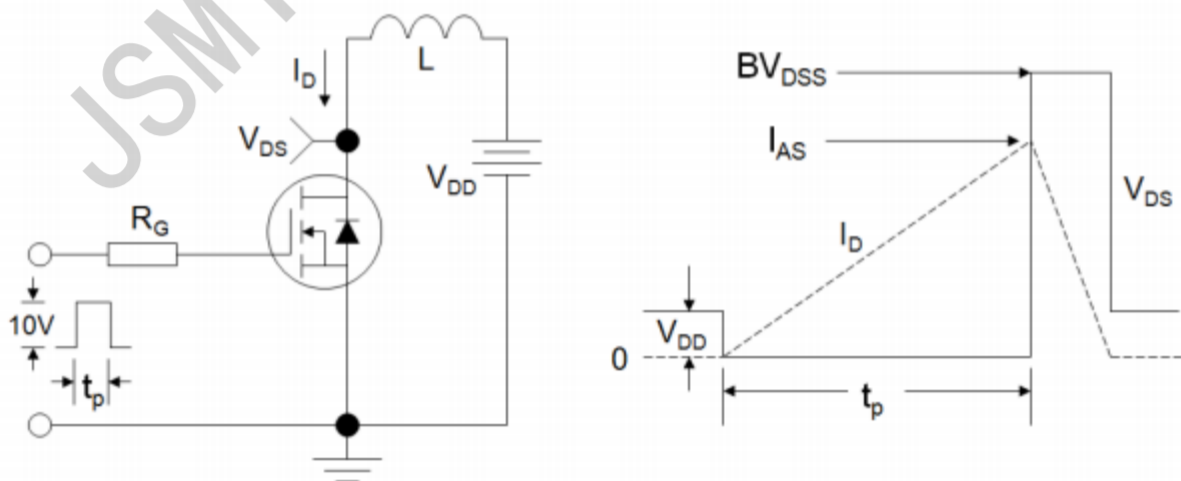 JSM
L
I_D
V_DS
V_DD
R_G
10V
t_p
BV_DSS
I_AS
V_DS
I_D
V_DD
0
t_p